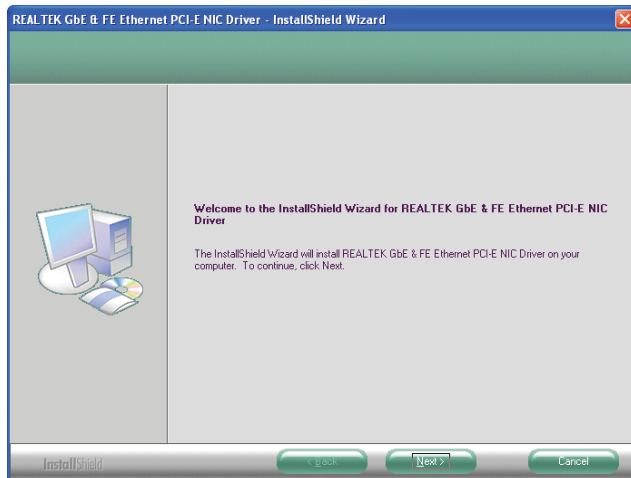 REALTEK GbE & FE Ethernet PCI-E NIC Driver - InstallShield Wizard
Welcome to the InstallShield Wizard for REALTEK GbE & FE Ethernet PCI-E NIC
Driver
The InstallShield Wizard will install REALTEK GbE & FE Ethernet PCI-E NIC Driver on your
computer. To continue, click Next.
InstallShield
< Back
Next >
Cancel